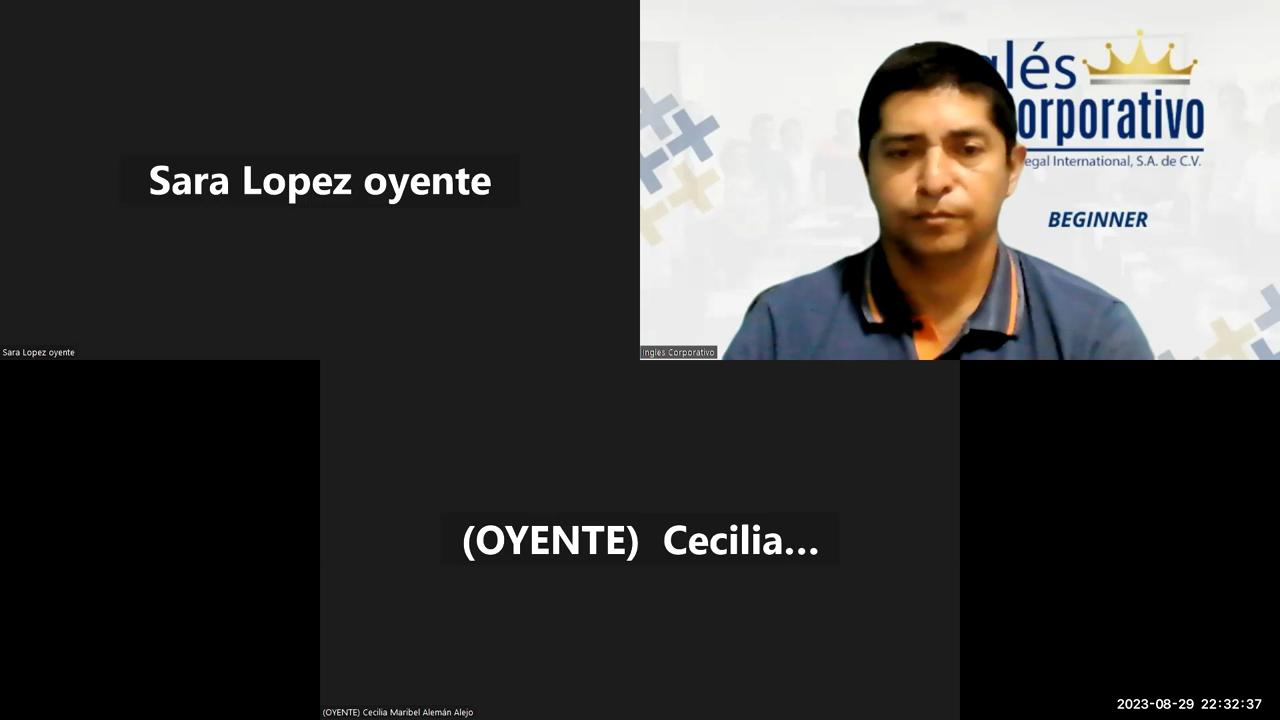 Sara Lopez oyente
Sara Lopez oyente
glés
orporativo
egal International, S.A. de C.V.
BEGINNER
Ingles Corporativo
(OYENTE) Cecilia...
(OYENTE) Cecilia Maribel Alemán Alejo
2023-08-29 22:32:37